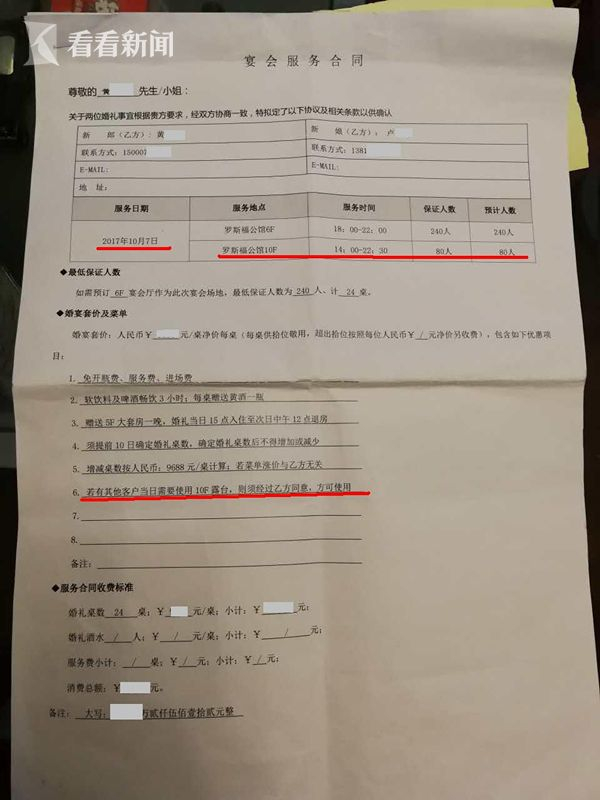 看看新闻
宴会服务合同
尊敬的 黄 先生/小姐：
关于两位婚礼事宜根据贵方要求，经双方协商一致，特拟定了以下协议及相关条款以供确认
新 郎（乙方）：黄 新 娘（乙方）：卢
联系方式：150007 联系方式：1381
E-MAIL: E-MAIL:
地 址：
服务日期 服务地点 服务时间 保证人数 预计人数
2017年10月7日 罗斯福公馆6F 18：00-22：00 240人 240人
罗斯福公馆10F 14：00-22：30 80人 80人
◆最低保证人数
如需预订 6F 宴会厅作为此次宴会场地，最低保证人数为 240 人、计 24 桌。
◆婚宴套价及菜单
婚宴套价：人民币￥ 元/桌净价每桌（每桌供拾位敬用，超出拾位按照每位人民币￥ / 元净价另收费），包含如下优惠项
目：
1. 免开瓶费、服务费、进场费
2. 软饮料及啤酒畅饮3小时；每桌赠送黄酒一瓶
3. 赠送5F大套房一晚，婚礼当日15点入住至次日中午12点退房
4. 须提前10日确定婚礼桌数，确定婚礼桌数后不得增加或减少
5. 增减桌数按人民币：9688元/桌计算；若菜单涨价与乙方无关
6. 若有其他客户当日需要使用10F露台，则须经过乙方同意，方可使用
7.
8.
备注：
◆服务合同收费标准
婚礼桌数 24 桌；￥ 元/桌；小计：￥ 元；
婚礼酒水 / 人；￥ / 元/桌；小计：￥ / 元；
服务费小计： / 桌；￥ / 元；小计：￥ / 元；
消费总额：￥ 元。
备注： 大写： 万贰仟伍佰壹拾贰元整